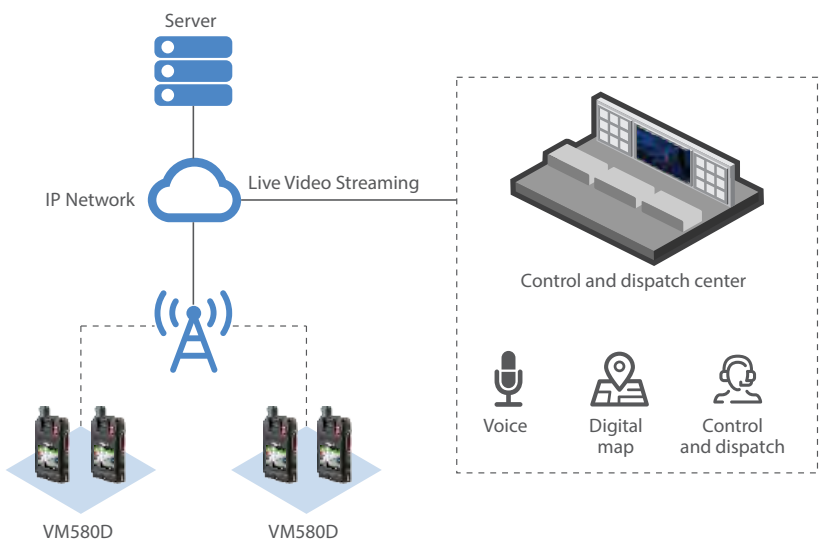 Server
IP Network
Live Video Streaming
Control and dispatch center
Voice
Digital
map
Control
and dispatch
VM580D
VM580D